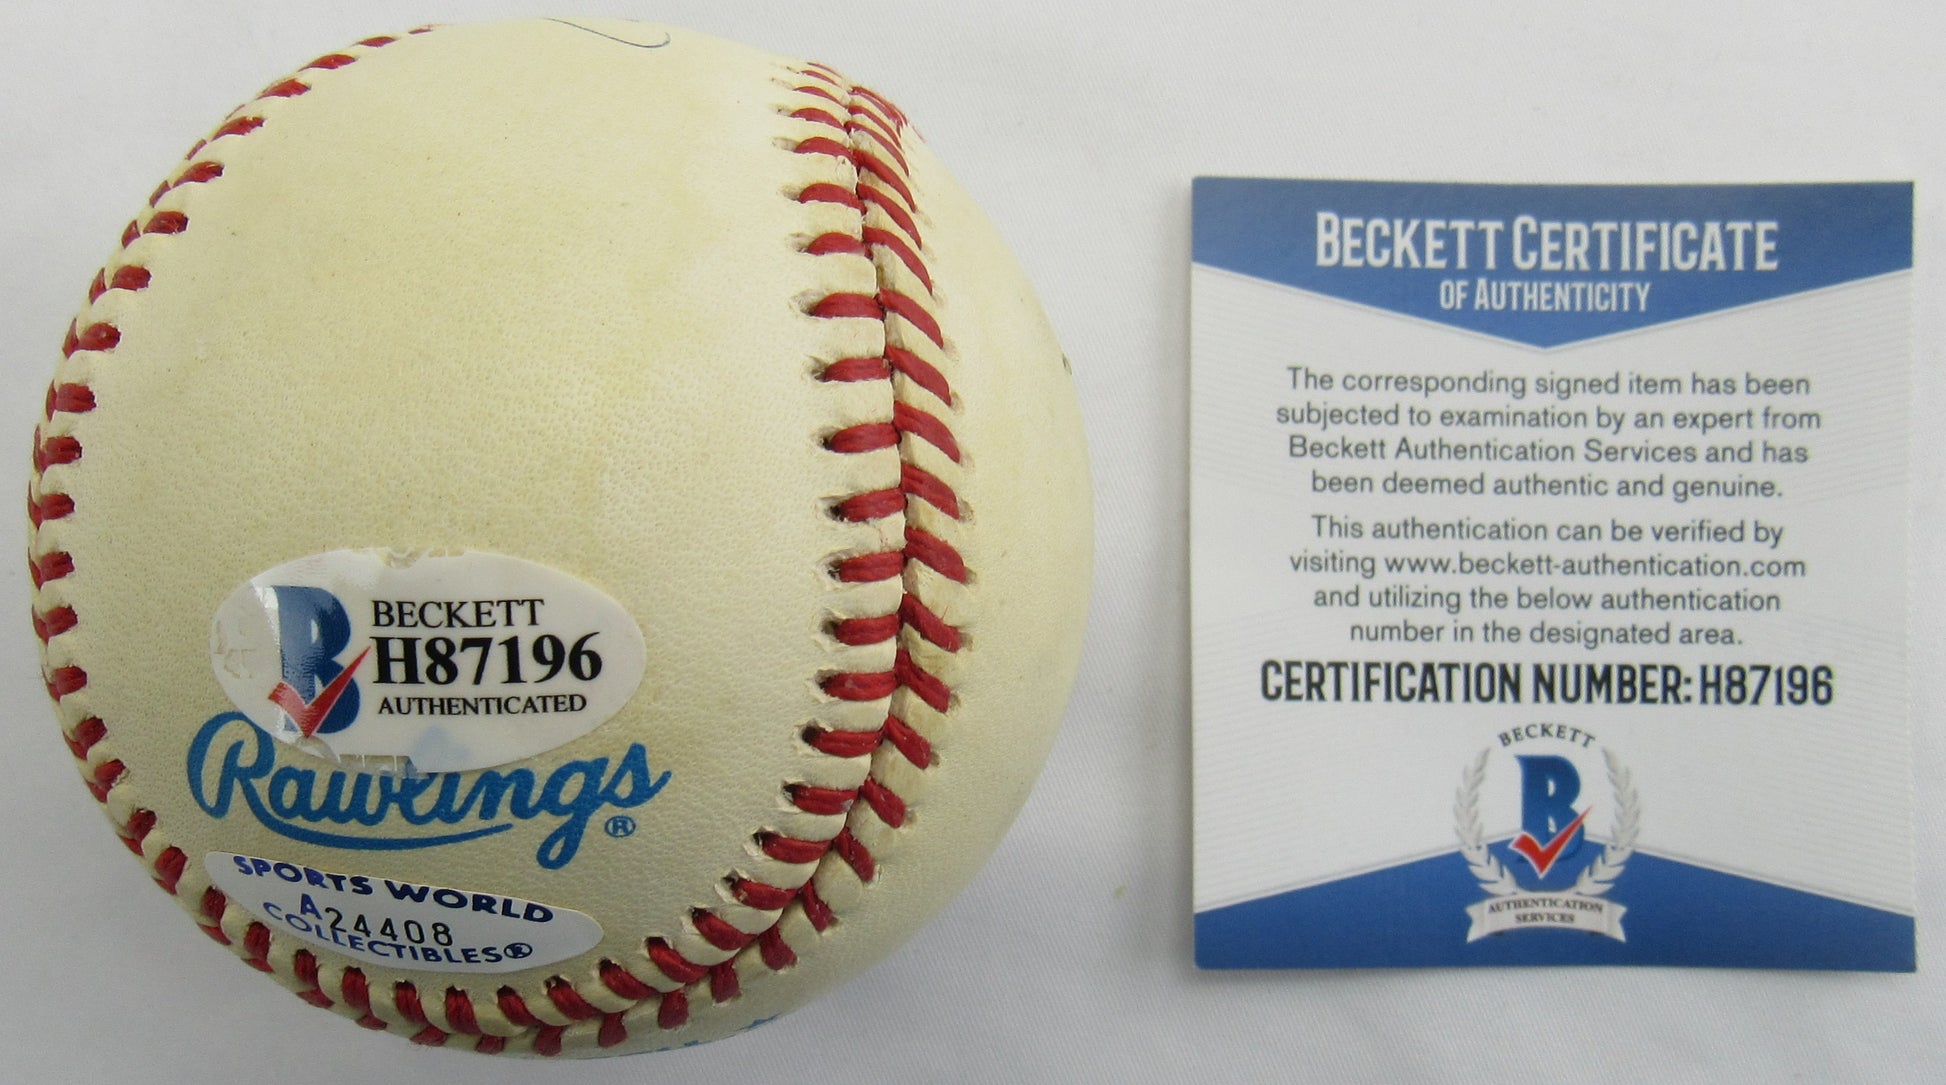 BECKETT
H87196
AUTHENTICATED
Rawlings®
SPORTS WORLD
A24408
COLLECTIBLES®
BECKETT CERTIFICATE
OF AUTHENTICITY
The corresponding signed item has been
subjected to examination by an expert from
Beckett Authentication Services and has
been deemed authentic and genuine.
This authentication can be verified by
visiting www.beckett-authentication.com
and utilizing the below authentication
number in the designated area.
CERTIFICATION NUMBER: H87196
BECKETT
B
AUTHENTICATION
SERVICES